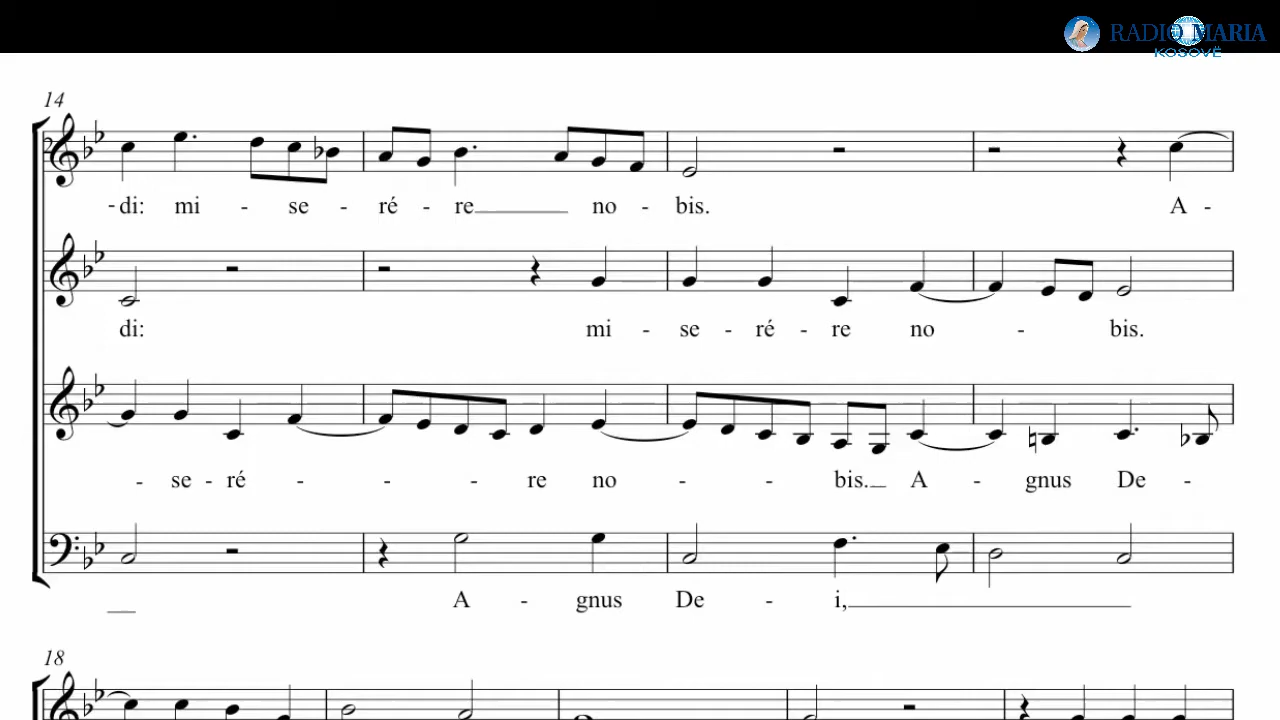 RADIO MARIA
KOSOVË
14
-di: mi - se - ré - re no - bis. A -
di: mi - se - ré - re no - bis.
- se - ré - - - re no - - bis. A - gnus De -
A - gnus De - i,
18